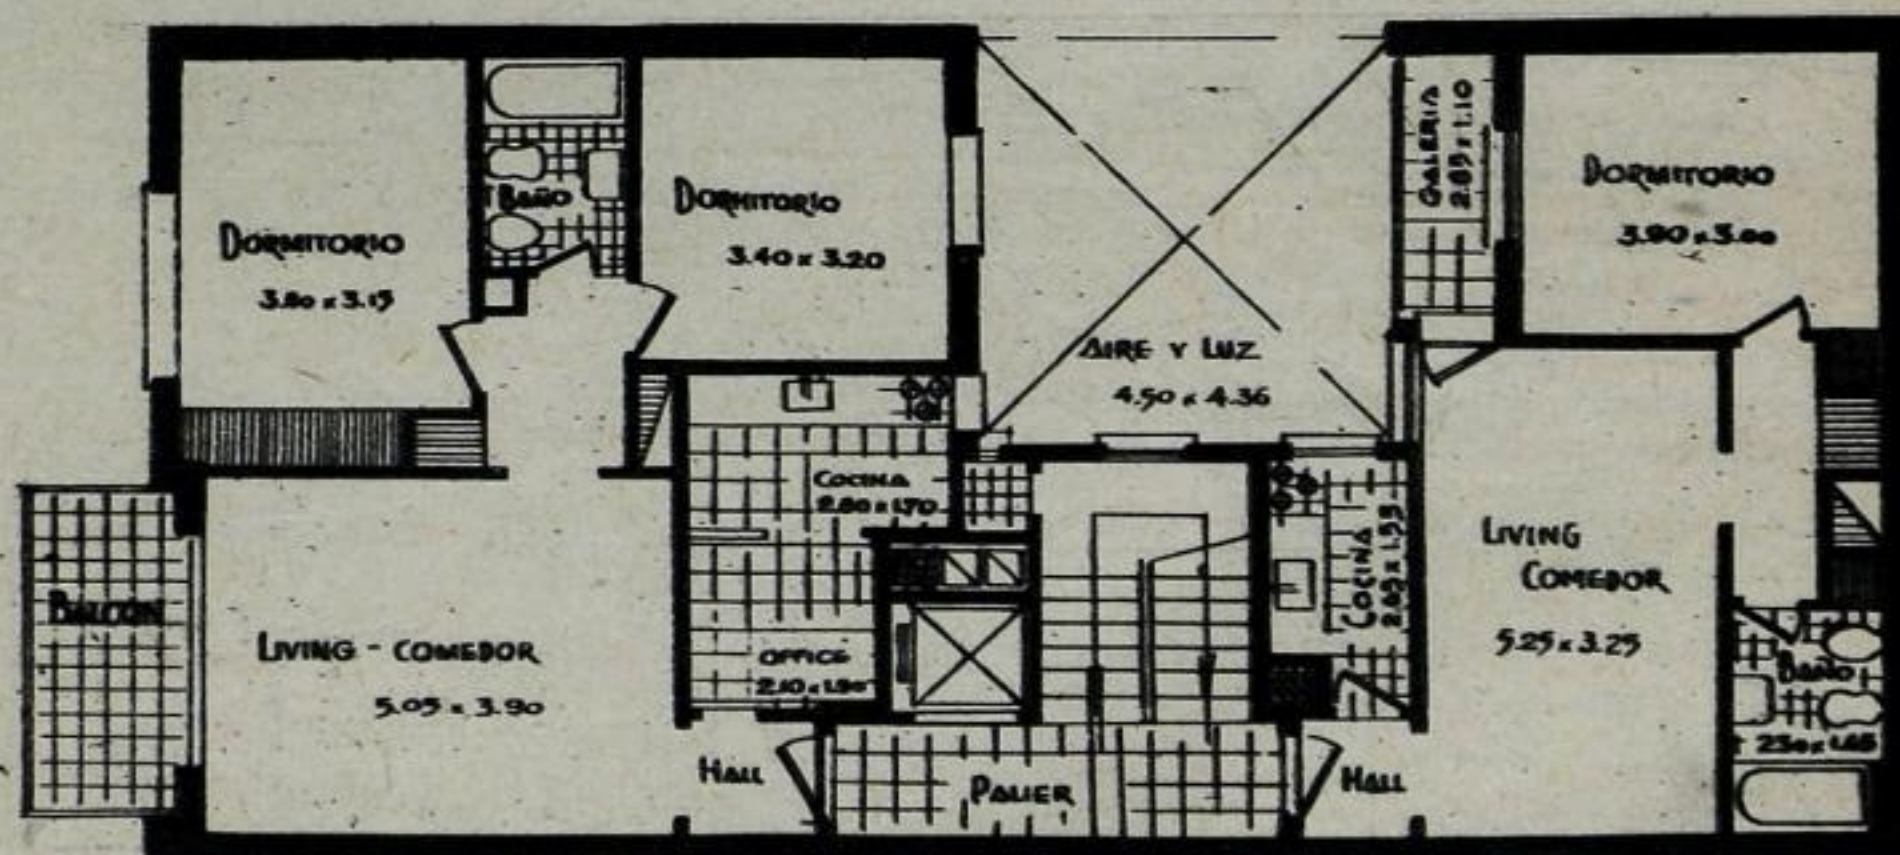 DORMITORIO
3.80 x 3.15
BAÑO
DORMITORIO
3.40 x 3.20
AIRE Y LUZ
4.50 x 4.36
GALERIA
2.85 x 1.10
DORMITORIO
3.90 x 3.00
BALCON
LIVING - COMEDOR
5.05 x 3.90
COCINA
2.80 x 1.70
OFFICE
2.10 x 1.90
HALL
PALIER
HALL
COCINA
2.65 x 1.55
LIVING
COMEDOR
5.25 x 3.25
BAÑO
2.30 x 1.65